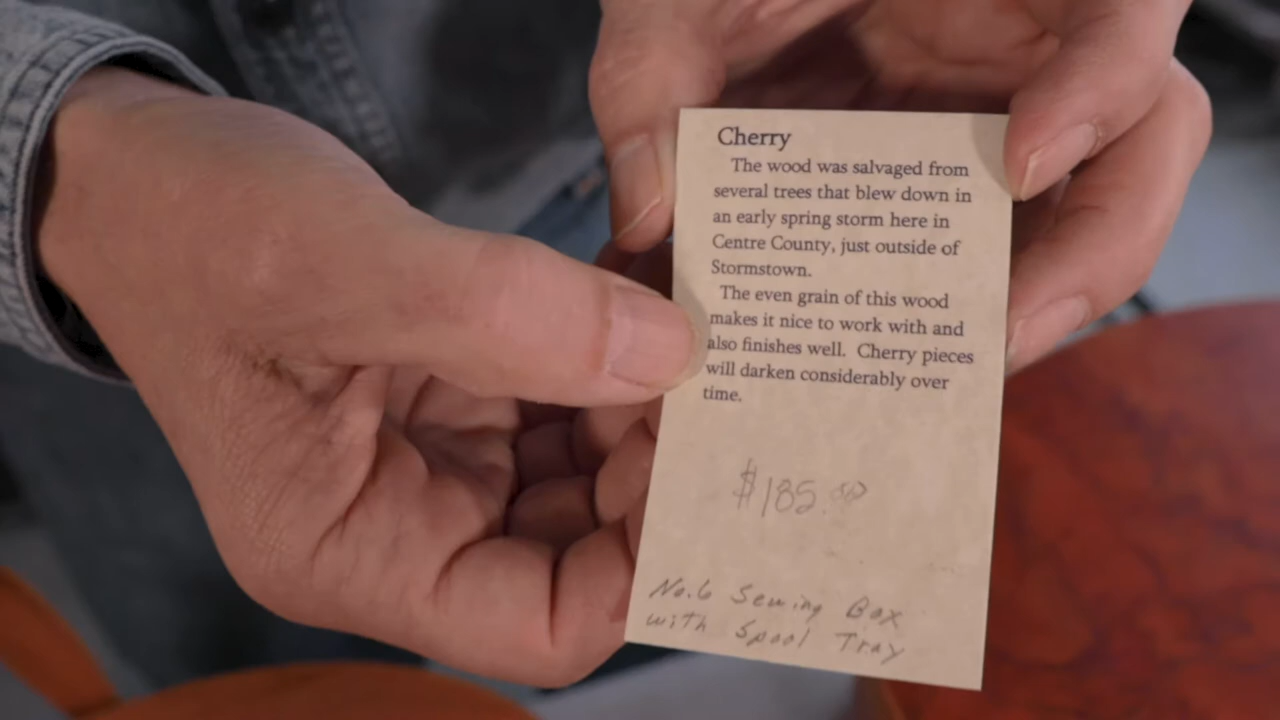 Cherry
The wood was salvaged from
several trees that blew down in
an early spring storm here in
Centre County, just outside of
Stormstown.
The even grain of this wood
makes it nice to work with and
also finishes well. Cherry pieces
will darken considerably over
time.
$185.00
No.6 Sewing Box
with Spool Tray